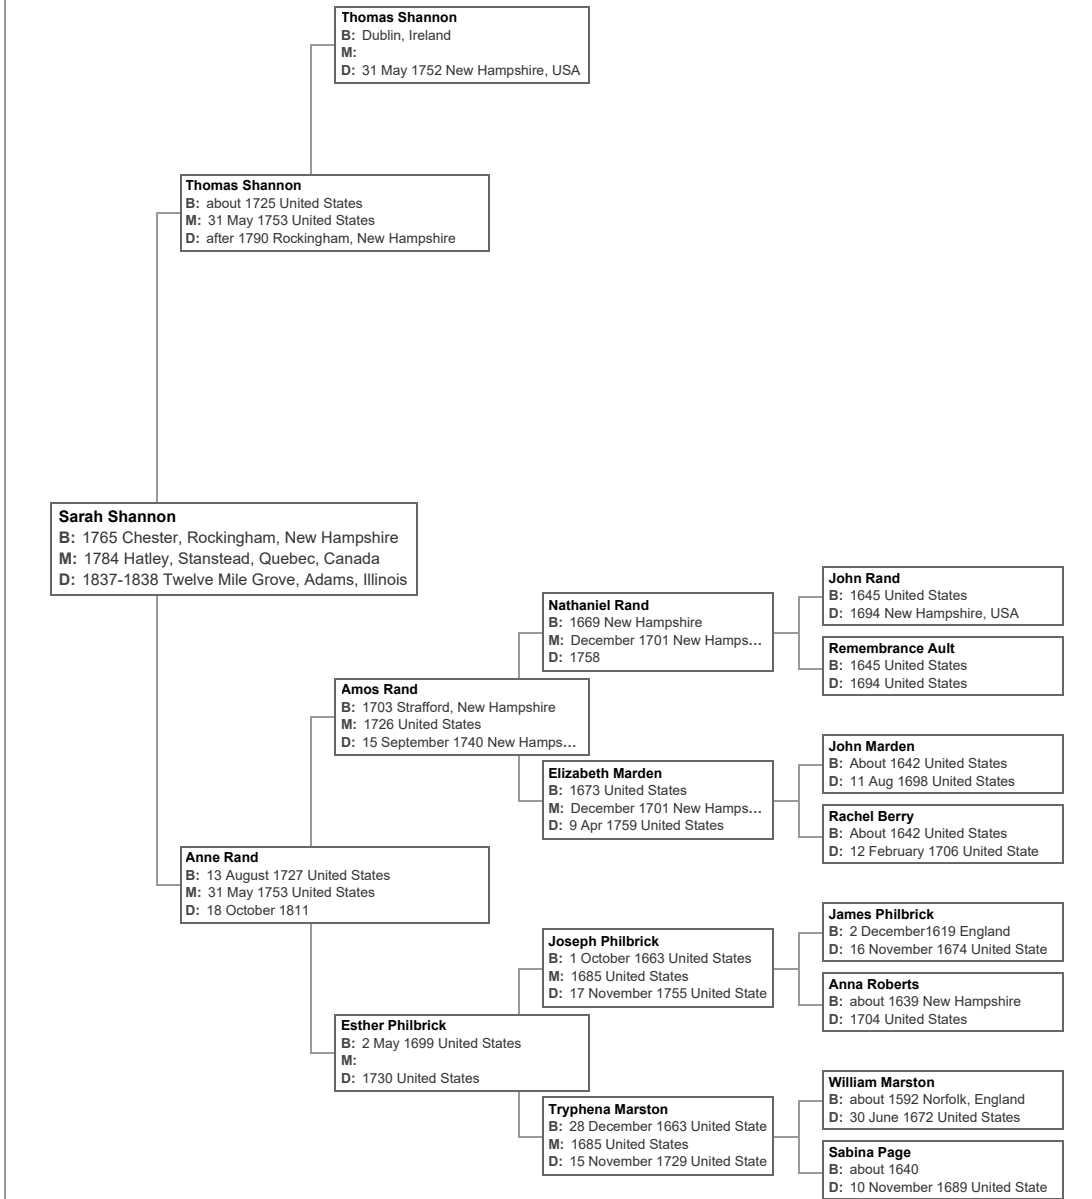 Thomas Shannon
B: Dublin, Ireland
M:
D: 31 May 1752 New Hampshire, USA
Thomas Shannon
B: about 1725 United States
M: 31 May 1753 United States
D: after 1790 Rockingham, New Hampshire
Sarah Shannon
B: 1765 Chester, Rockingham, New Hampshire
M: 1784 Hatley, Stanstead, Quebec, Canada
D: 1837-1838 Twelve Mile Grove, Adams, Illinois
John Rand
B: 1645 United States
D: 1694 New Hampshire, USA
Nathaniel Rand
B: 1669 New Hampshire
M: December 1701 New Hamps...
D: 1758
Remembrance Ault
B: 1645 United States
D: 1694 United States
Amos Rand
B: 1703 Strafford, New Hampshire
M: 1726 United States
D: 15 September 1740 New Hamps...
John Marden
B: About 1642 United States
D: 11 Aug 1698 United States
Elizabeth Marden
B: 1673 United States
M: December 1701 New Hamps...
D: 9 Apr 1759 United States
Rachel Berry
B: About 1642 United States
D: 12 February 1706 United State
Anne Rand
B: 13 August 1727 United States
M: 31 May 1753 United States
D: 18 October 1811
James Philbrick
B: 2 December1619 England
D: 16 November 1674 United State
Joseph Philbrick
B: 1 October 1663 United States
M: 1685 United States
D: 17 November 1755 United State
Anna Roberts
B: about 1639 New Hampshire
D: 1704 United States
Esther Philbrick
B: 2 May 1699 United States
M:
D: 1730 United States
William Marston
B: about 1592 Norfolk, England
D: 30 June 1672 United States
Tryphena Marston
B: 28 December 1663 United State
M: 1685 United States
D: 15 November 1729 United State
Sabina Page
B: about 1640
D: 10 November 1689 United State